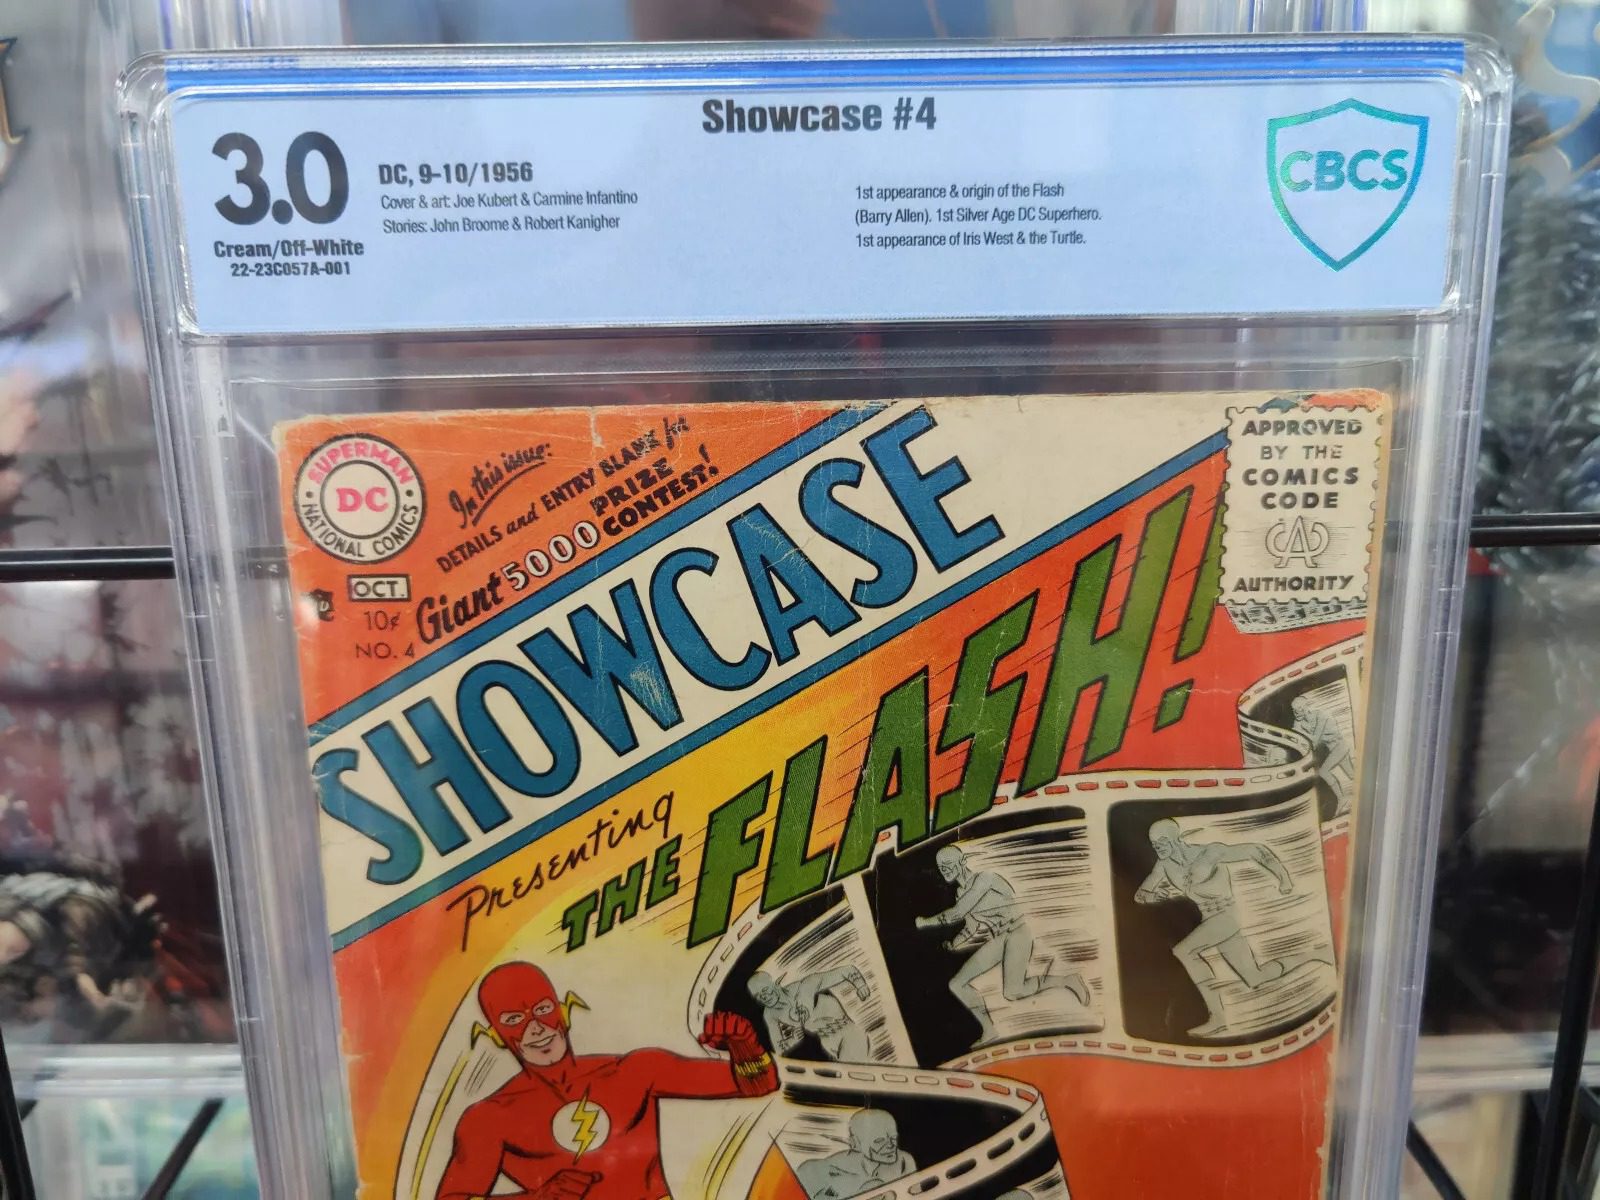 Showcase #4
3.0
Cream/Off-White
22-23C057A-001
DC, 9-10/1956
Cover & art: Joe Kubert & Carmine Infantino
Stories: John Broome & Robert Kanigher
1st appearance & origin of the Flash
(Barry Allen). 1st Silver Age DC Superhero.
1st appearance of Iris West & the Turtle.
CBCS
SUPERMAN
DC
NATIONAL COMICS
OCT.
10¢
NO. 4
In this issue:
DETAILS and ENTRY BLANK for
Giant 5000 PRIZE
CONTEST!
SHOWCASE
APPROVED
BY THE
COMICS
CODE
CA
AUTHORITY
Presenting
THE FLASH!